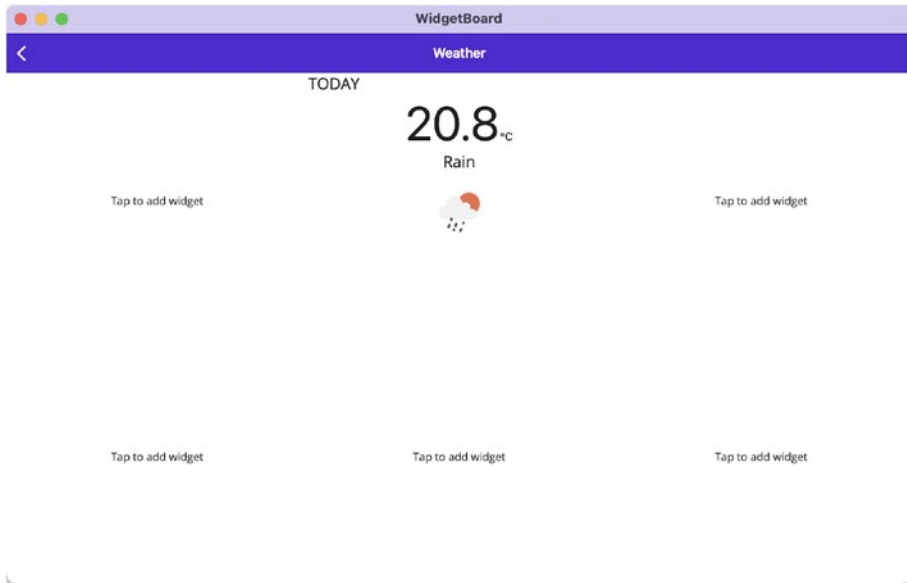 WidgetBoard
Weather
TODAY
20.8°C
Rain
Tap to add widget
Tap to add widget
Tap to add widget
Tap to add widget
Tap to add widget